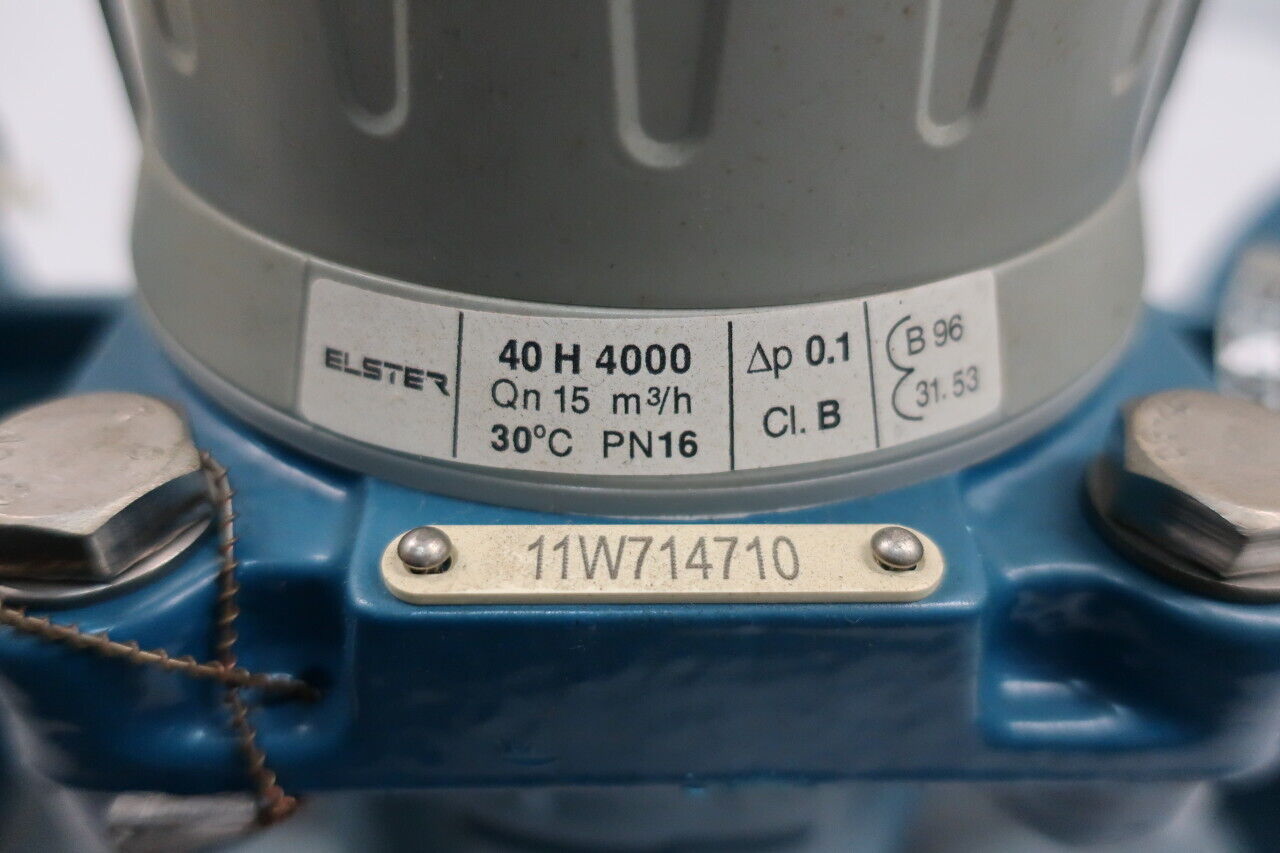 ELSTER
40 H 4000
Qn 15 m³/h
30°C PN16
Δp 0.1
Cl. B
B 96
31.53
11W714710